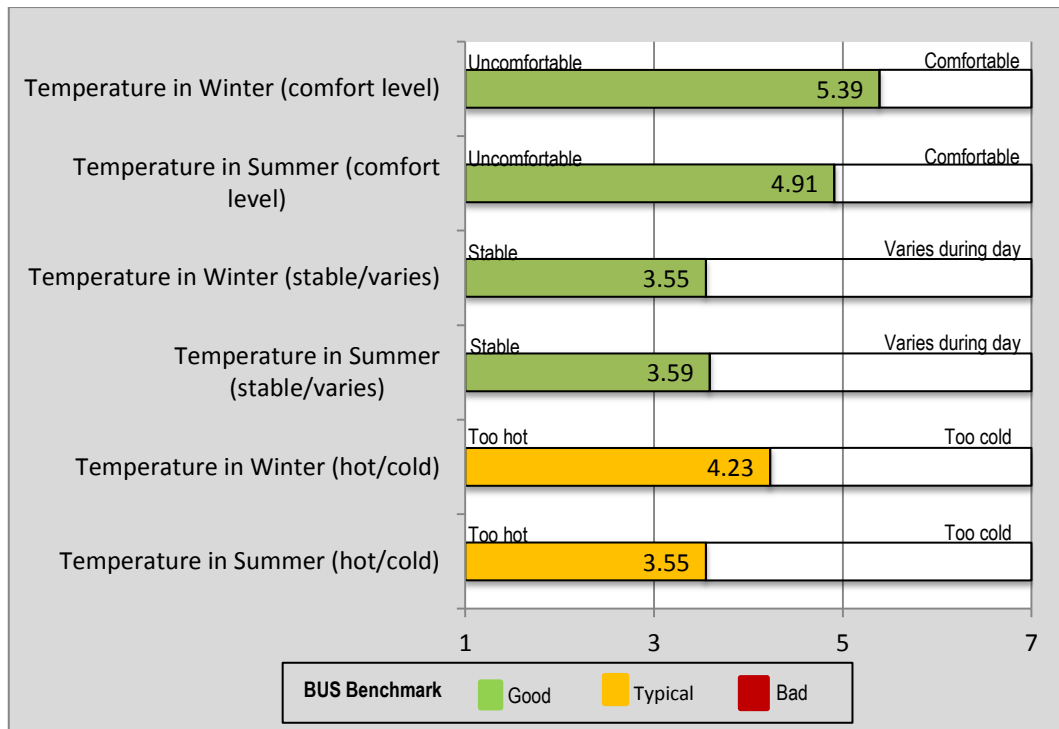 Uncomfortable Comfortable
Temperature in Winter (comfort level) 5.39
Uncomfortable Comfortable
Temperature in Summer (comfort
level) 4.91
Stable Varies during day
Temperature in Winter (stable/varies) 3.55
Stable Varies during day
Temperature in Summer
(stable/varies) 3.59
Too hot Too cold
Temperature in Winter (hot/cold) 4.23
Too hot Too cold
Temperature in Summer (hot/cold) 3.55
1 3 5 7
BUS Benchmark Good Typical Bad